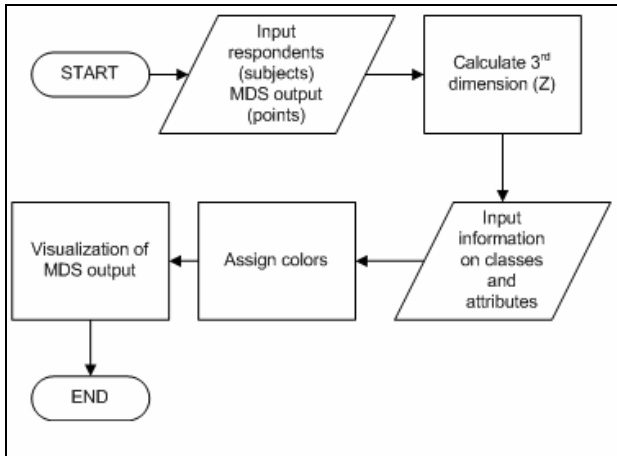 START
Input
respondents
(subjects)
MDS output
(points)
Calculate 3rd
dimension (Z)
Input
information
on classes
and
attributes
Assign colors
Visualization of
MDS output
END